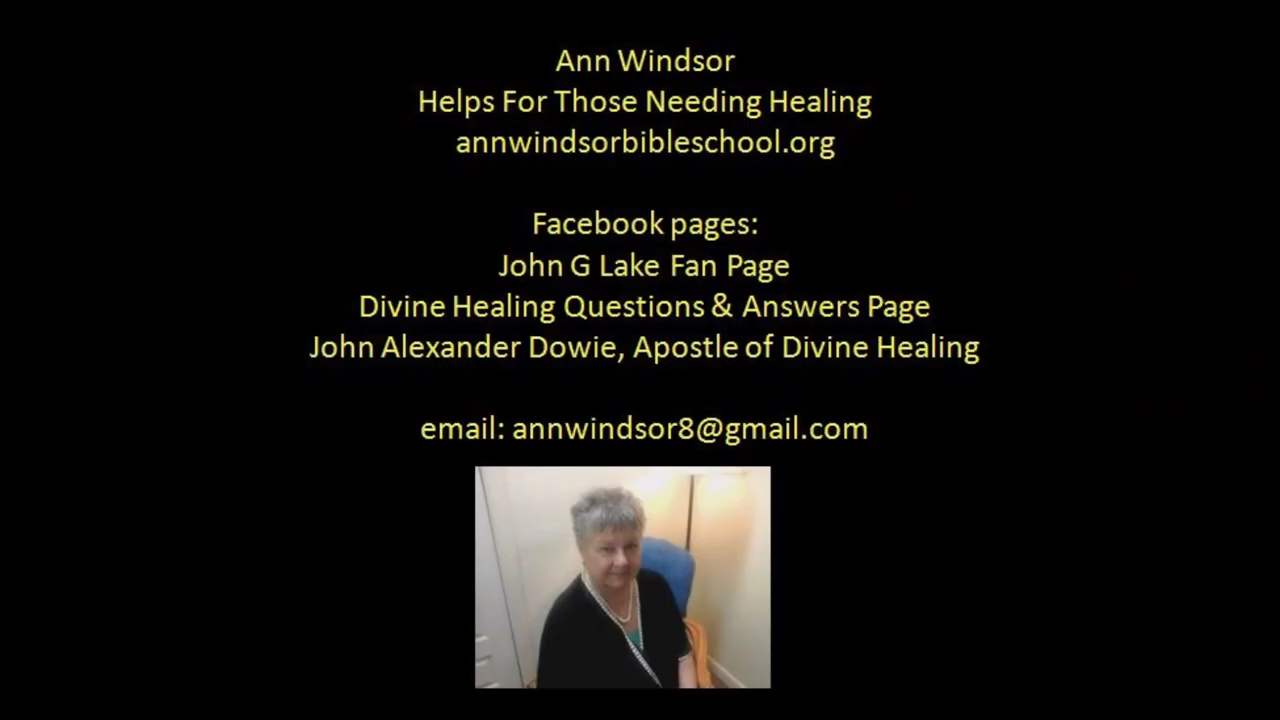 Ann Windsor
Helps For Those Needing Healing
annwindsorbibleschool.org
Facebook pages:
John G Lake Fan Page
Divine Healing Questions & Answers Page
John Alexander Dowie, Apostle of Divine Healing
email: annwindsor8@gmail.com